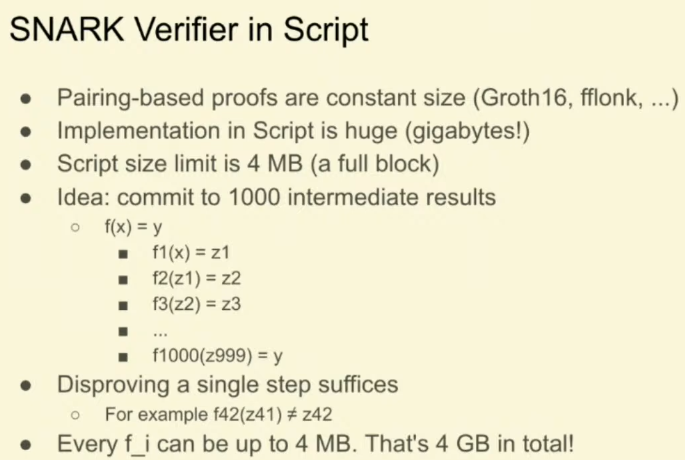 SNARK Verifier in Script
● Pairing-based proofs are constant size (Groth16, fflonk, ...)
● Implementation in Script is huge (gigabytes!)
● Script size limit is 4 MB (a full block)
● Idea: commit to 1000 intermediate results
○ f(x) = y
■ f1(x) = z1
■ f2(z1) = z2
■ f3(z2) = z3
■ ...
■ f1000(z999) = y
● Disproving a single step suffices
○ For example f42(z41) ≠ z42
● Every f_i can be up to 4 MB. That's 4 GB in total!